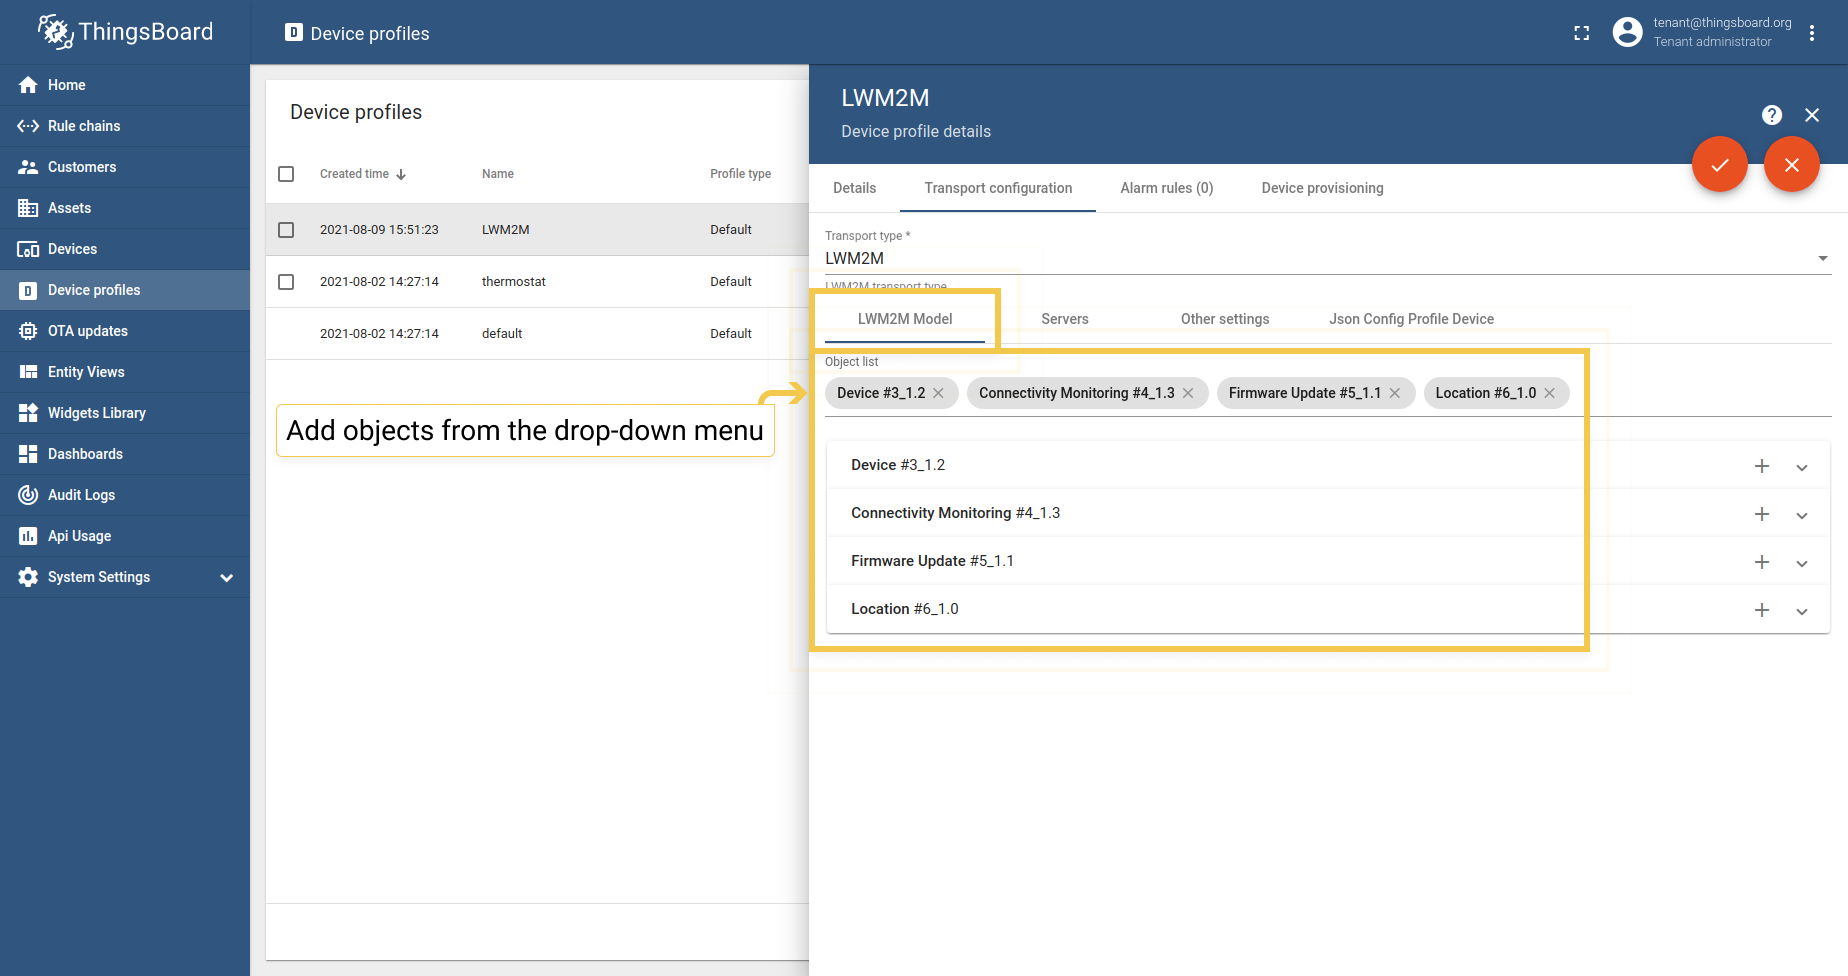 ThingsBoard
Device profiles
tenant@thingsboard.org
Tenant administrator
Home
Rule chains
Customers
Assets
Devices
Device profiles
OTA updates
Entity Views
Widgets Library
Dashboards
Audit Logs
Api Usage
System Settings
Device profiles
Created time Name Profile type
2021-08-09 15:51:23 LWM2M Default
2021-08-02 14:27:14 thermostat Default
2021-08-02 14:27:14 default Default
Add objects from the drop-down menu
LWM2M
Device profile details
Details Transport configuration Alarm rules (0) Device provisioning
Transport type *
LWM2M
LWM2M transport type
LWM2M Model Servers Other settings Json Config Profile Device
Object list
Device #3_1.2 Connectivity Monitoring #4_1.3 Firmware Update #5_1.1 Location #6_1.0
Device #3_1.2
Connectivity Monitoring #4_1.3
Firmware Update #5_1.1
Location #6_1.0